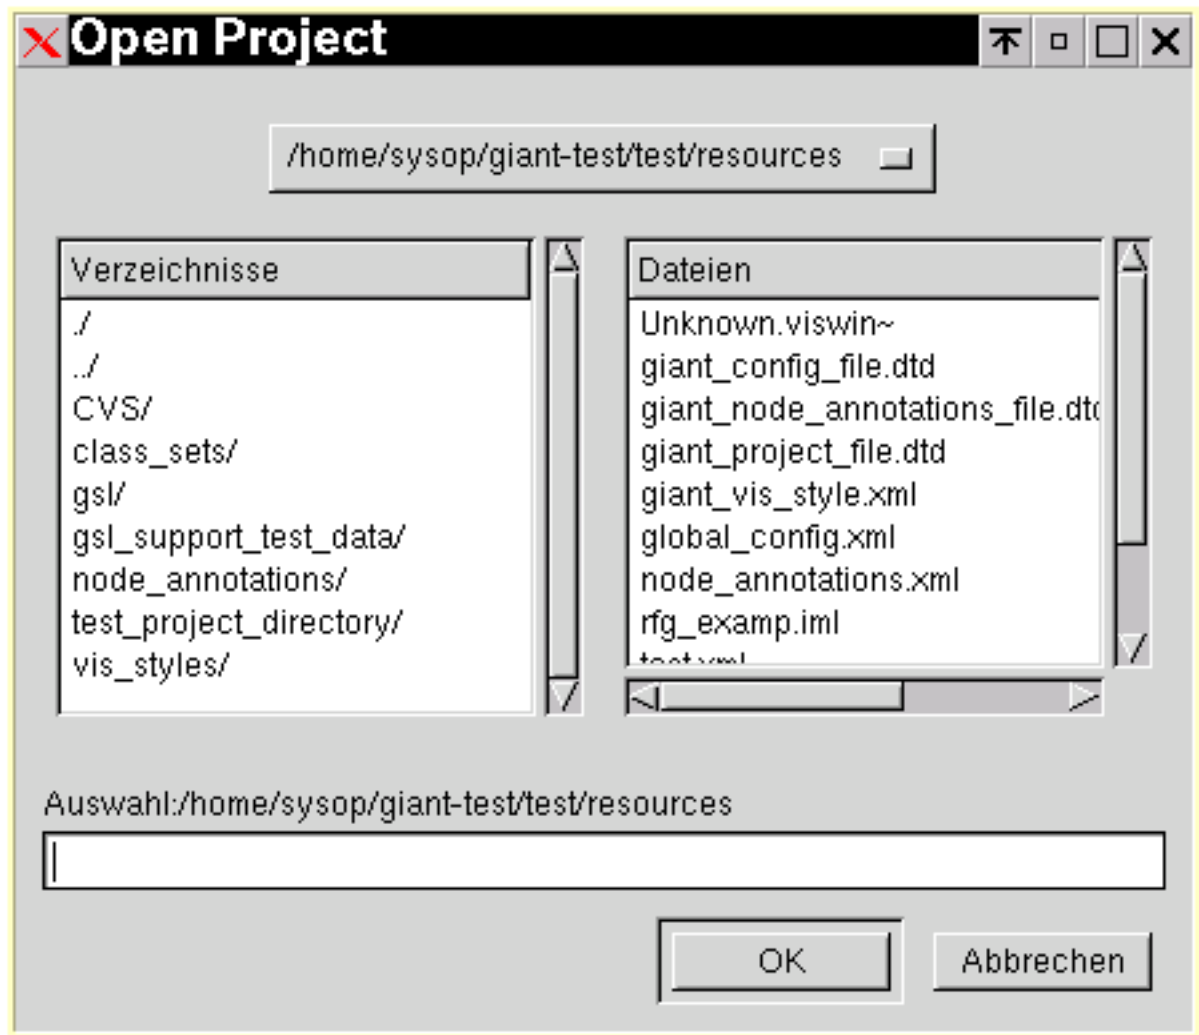 Open Project
/home/sysop/giant-test/test/resources
Verzeichnisse
./
../
CVS/
class_sets/
gsl/
gsl_support_test_data/
node_annotations/
test_project_directory/
vis_styles/
Dateien
Unknown.viswin~
giant_config_file.dtd
giant_node_annotations_file.dtd
giant_project_file.dtd
giant_vis_style.xml
global_config.xml
node_annotations.xml
rfg_examp.iml
test.xml
Auswahl:/home/sysop/giant-test/test/resources
OK
Abbrechen